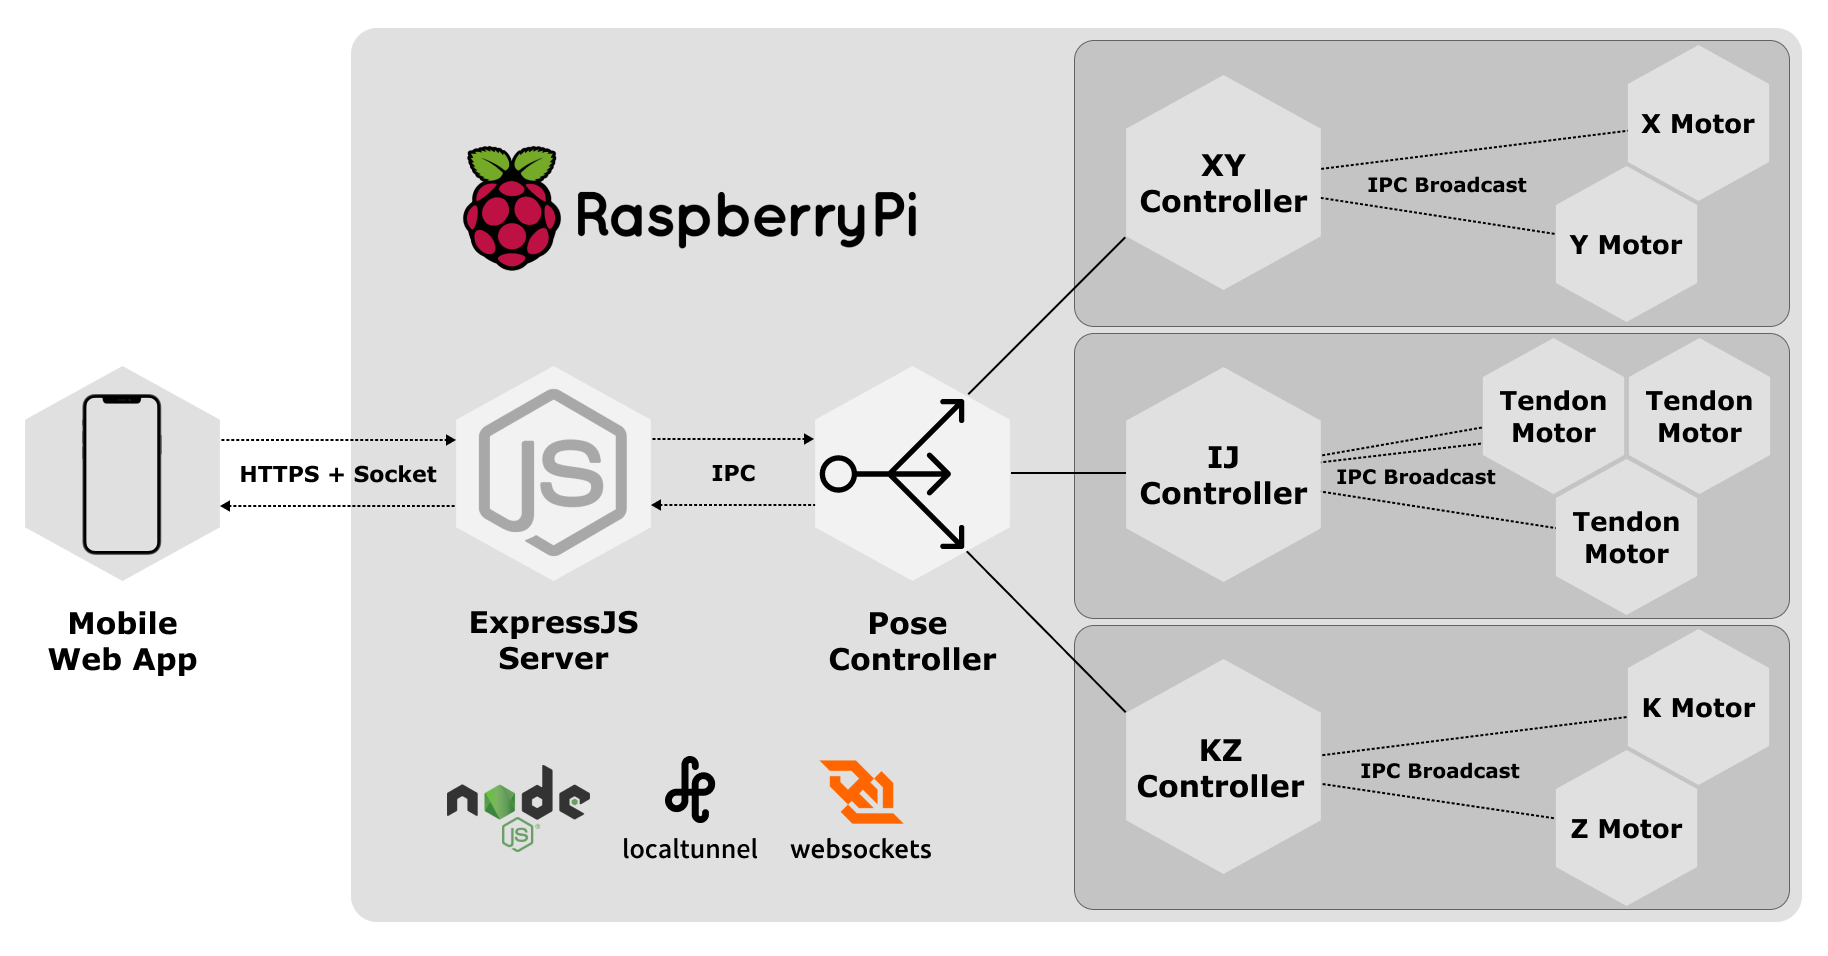 RaspberryPi
Mobile
Web App
HTTPS + Socket
JS
ExpressJS
Server
IPC
Pose
Controller
node
JS
localtunnel
websockets
XY
Controller
IPC Broadcast
X Motor
Y Motor
IJ
Controller
IPC Broadcast
Tendon
Motor
Tendon
Motor
Tendon
Motor
KZ
Controller
IPC Broadcast
K Motor
Z Motor